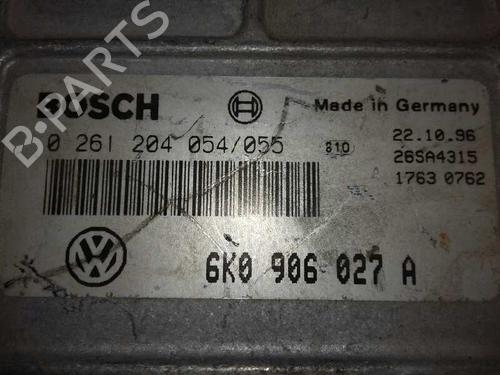 B-PARTS
BOSCH
Made in Germany
0 261 204 054/055
810
22.10.96
26SA4315
1763 0762
6K0 906 027 A